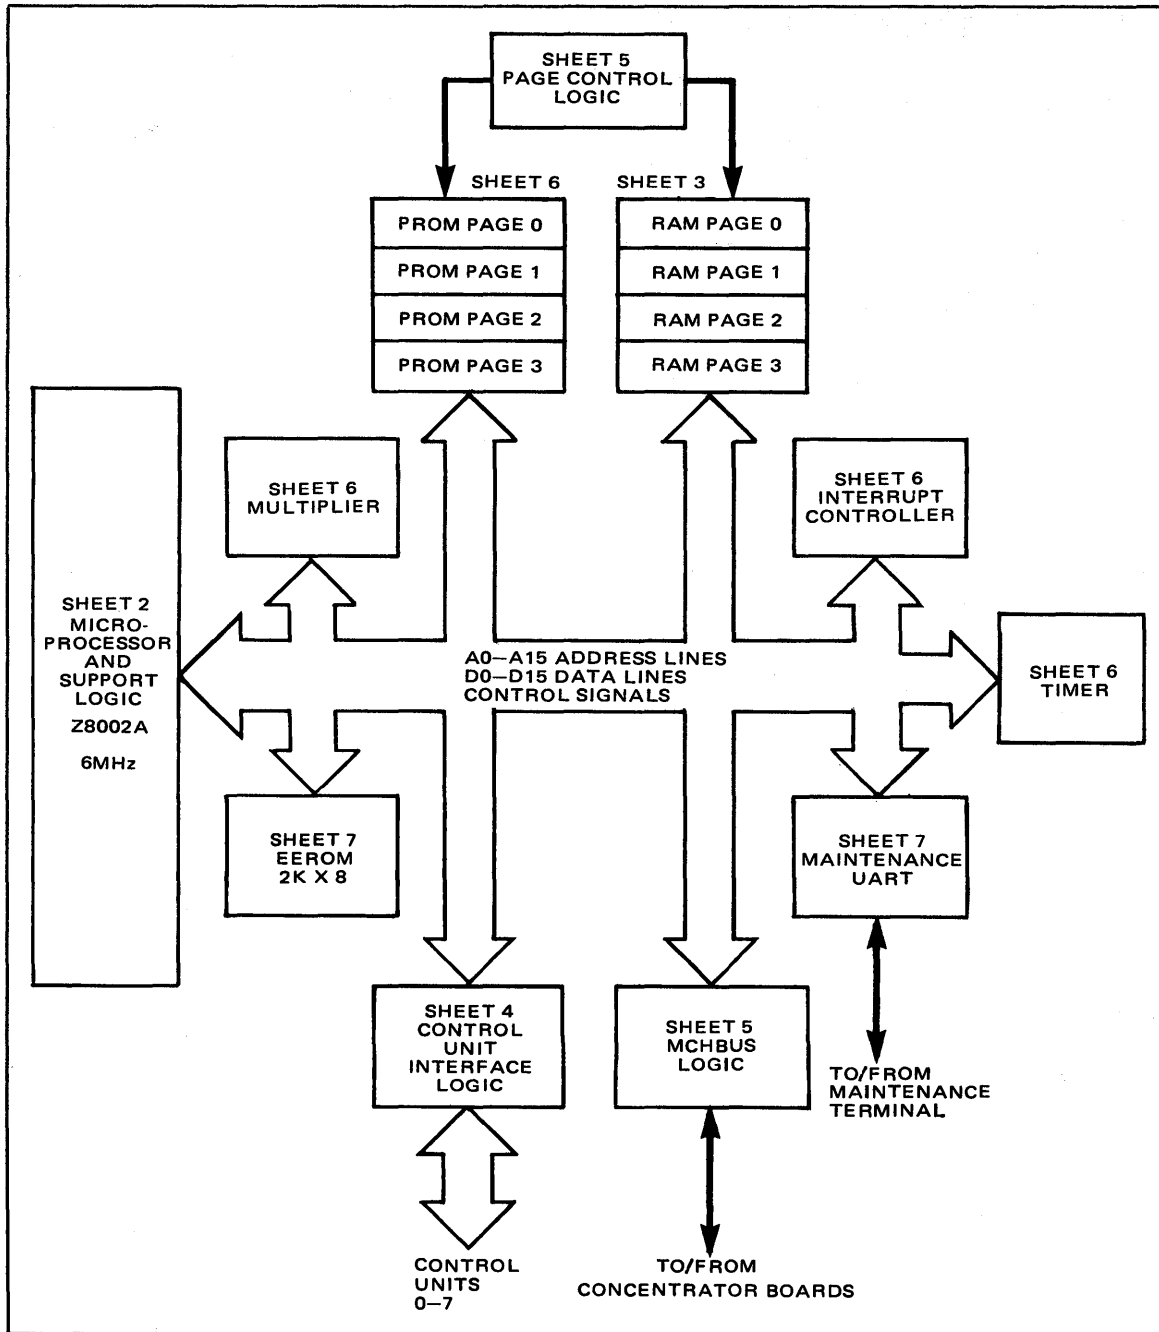 SHEET 5
PAGE CONTROL
LOGIC
SHEET 6
SHEET 3
PROM PAGE 0
PROM PAGE 1
PROM PAGE 2
PROM PAGE 3
RAM PAGE 0
RAM PAGE 1
RAM PAGE 2
RAM PAGE 3
SHEET 6
MULTIPLIER
SHEET 6
INTERRUPT
CONTROLLER
SHEET 2
MICRO-
PROCESSOR
AND
SUPPORT
LOGIC
Z8002A
6MHz
A0—A15 ADDRESS LINES
D0—D15 DATA LINES
CONTROL SIGNALS
SHEET 6
TIMER
SHEET 7
EEROM
2K X 8
SHEET 7
MAINTENANCE
UART
SHEET 4
CONTROL
UNIT
INTERFACE
LOGIC
SHEET 5
MCHBUS
LOGIC
TO/FROM
MAINTENANCE
TERMINAL
CONTROL
UNITS
0—7
TO/FROM
CONCENTRATOR BOARDS